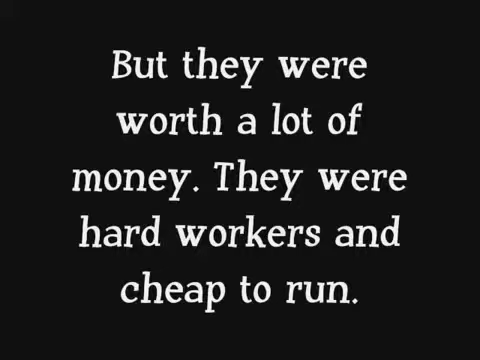 But they were
worth a lot of
money. They were
hard workers and
cheap to run.